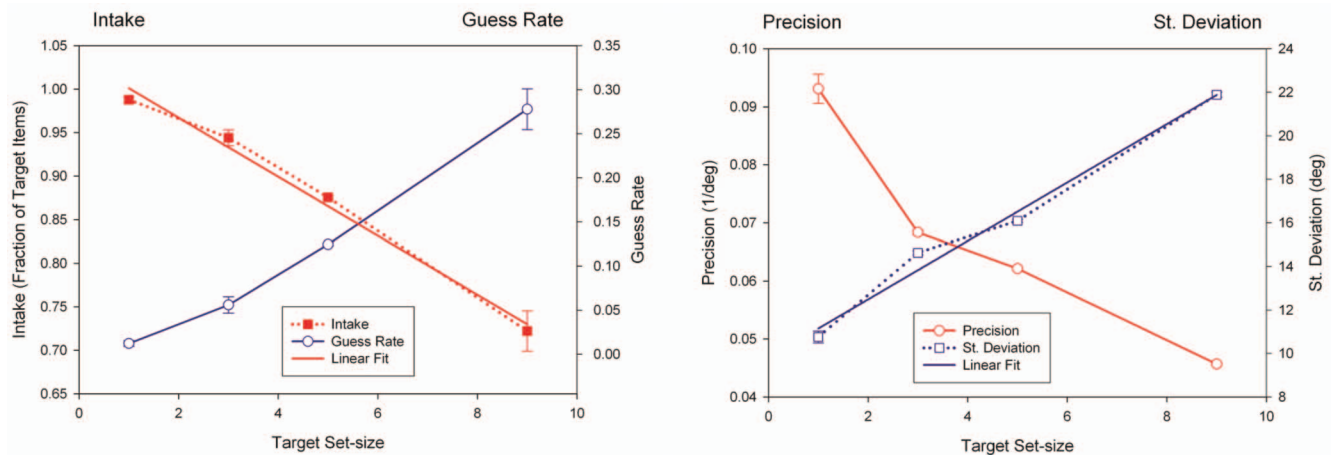 Intake Guess Rate
1.05
1.00
0.95
0.90
0.85
0.80
0.75
0.70
0.65
Intake (Fraction of Target Items)
0.35
0.30
0.25
0.20
0.15
0.10
0.05
0.00
Guess Rate
Intake
Guess Rate
Linear Fit
0 2 4 6 8 10
Target Set-size
Precision St. Deviation
0.10
0.09
0.08
0.07
0.06
0.05
0.04
Precision (1/deg)
24
22
20
18
16
14
12
10
8
St. Deviation (deg)
Precision
St. Deviation
Linear Fit
0 2 4 6 8 10
Target Set-size